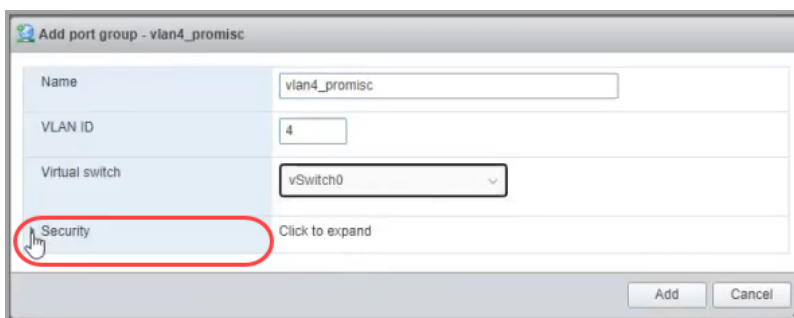 Add port group - vlan4_promisc
Name vlan4_promisc
VLAN ID 4
Virtual switch vSwitch0
Security Click to expand
Add Cancel